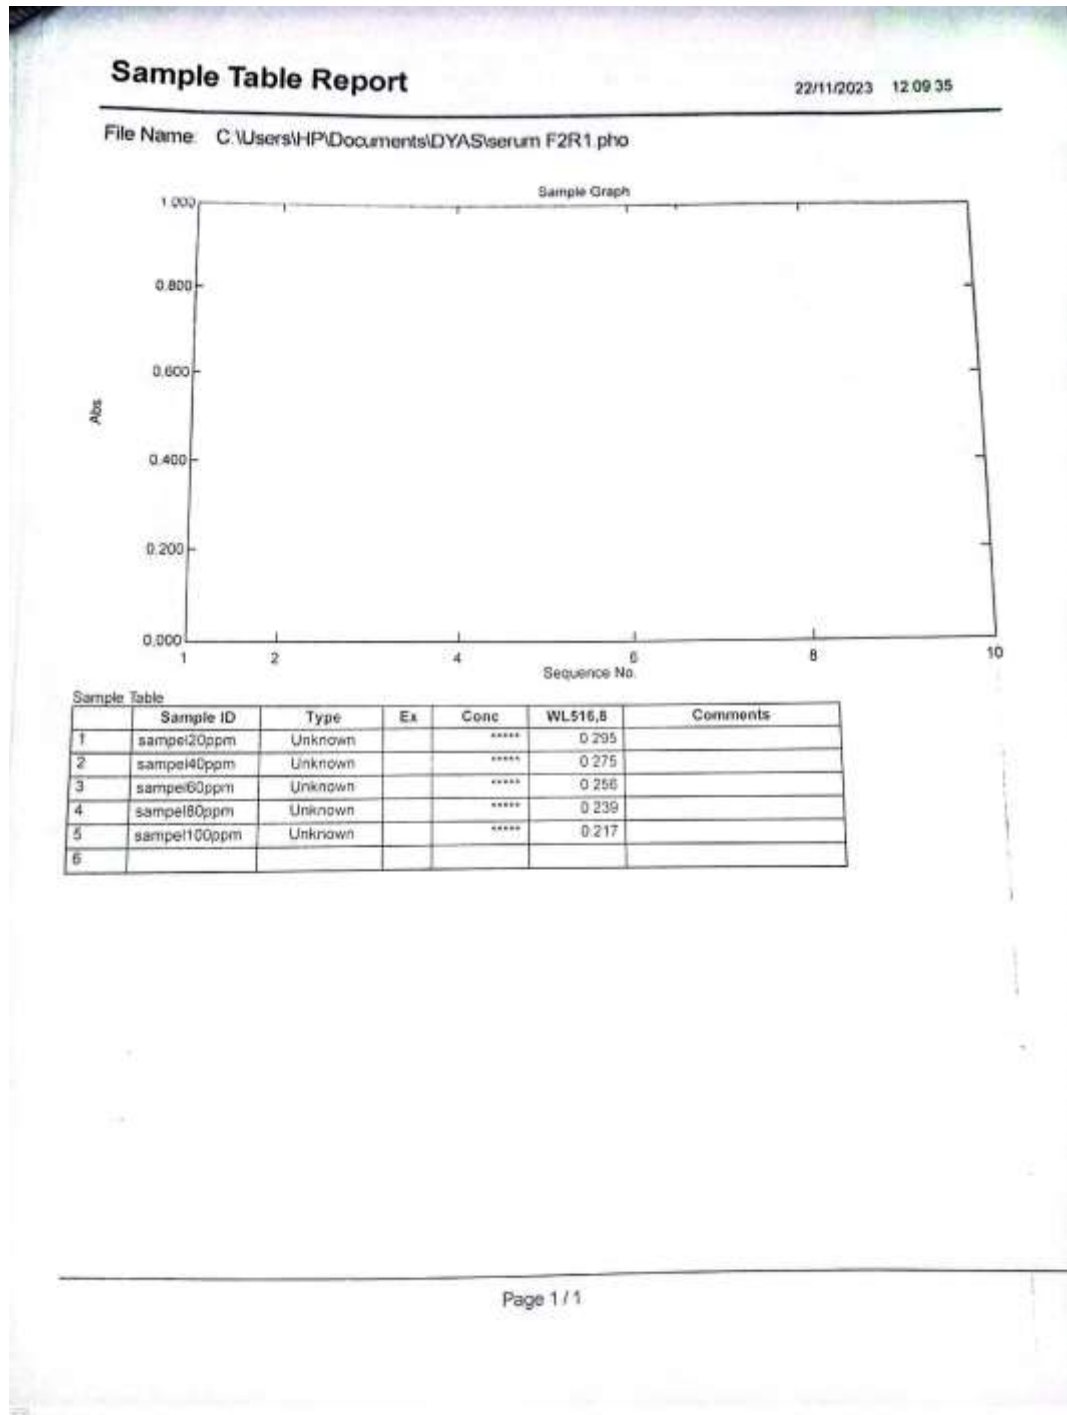 Sample Table Report
22/11/2023 12:09:35
File Name: C:\Users\HP\Documents\DYAS\serum F2R1.pho
Sample Graph
1.000
0.800
0.600
Abs.
0.400
0.200
0.000
1 2 4 6 8 10
Sequence No.
Sample Table
Sample ID Type Ex Conc WL516,8 Comments
1 sampel20ppm Unknown ***** 0.295
2 sampel40ppm Unknown ***** 0.275
3 sampel60ppm Unknown ***** 0.256
4 sampel80ppm Unknown ***** 0.239
5 sampel100ppm Unknown ***** 0.217
6
Page 1 / 1